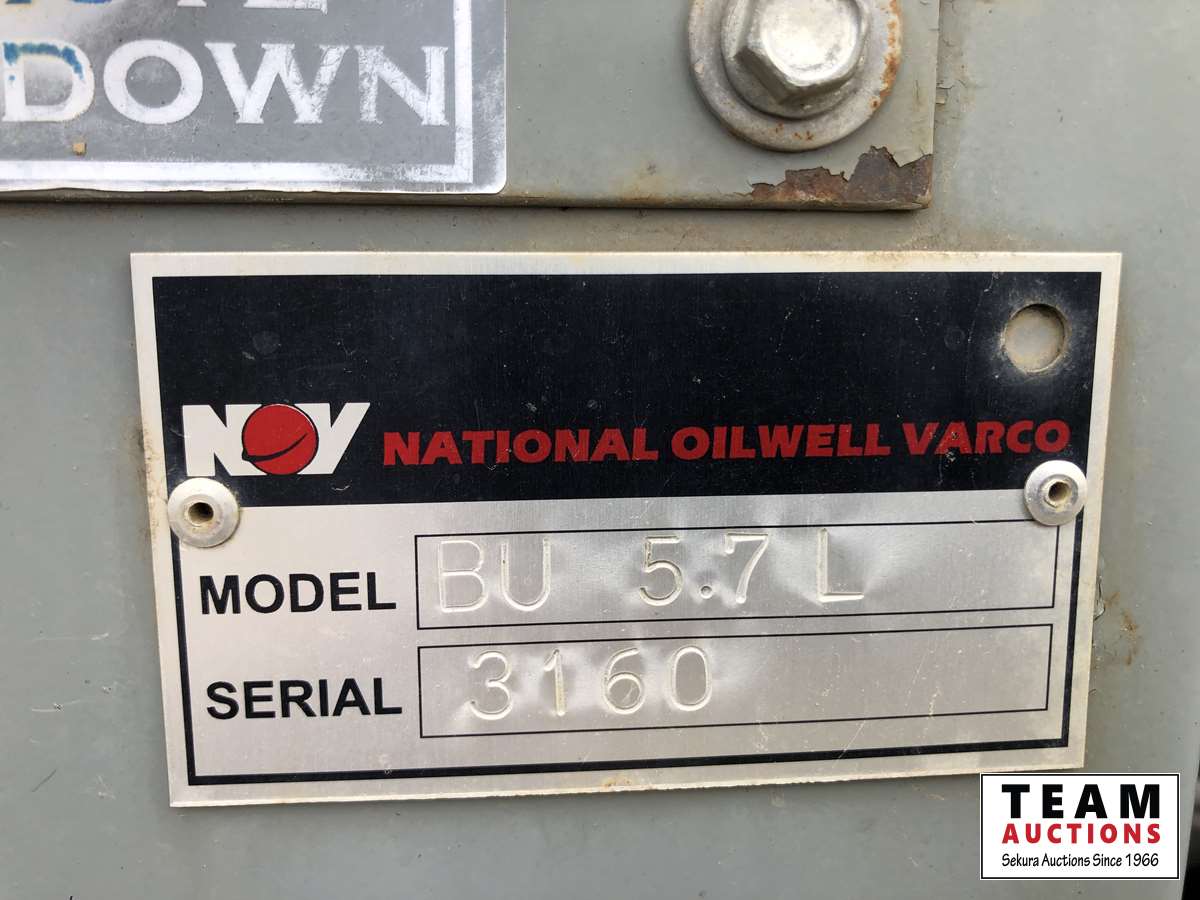 DOWN
NOV NATIONAL OILWELL VARCO
MODEL BU 5.7 L
SERIAL 3160
TEAM
AUCTIONS
Sekura Auctions Since 1966